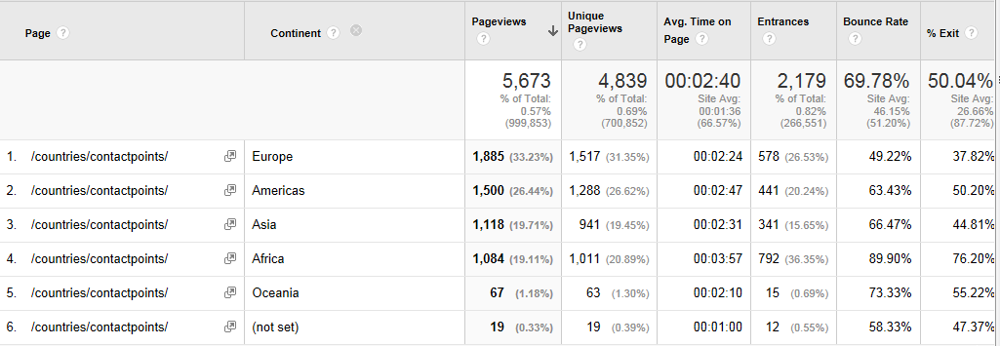 Page ? Continent ? Pageviews ? Unique Pageviews ? Avg. Time on Page ? Entrances ? Bounce Rate ? % Exit ?
5,673 4,839 00:02:40 2,179 69.78% 50.04%
% of Total: % of Total: Site Avg: % of Total: Site Avg: Site Avg:
0.57% 0.69% 00:01:36 0.82% 46.15% 26.66%
(999,853) (700,852) (66.57%) (266,551) (51.20%) (87.72%)
1. /countries/contactpoints/ Europe 1,885 (33.23%) 1,517 (31.35%) 00:02:24 578 (26.53%) 49.22% 37.82%
2. /countries/contactpoints/ Americas 1,500 (26.44%) 1,288 (26.62%) 00:02:47 441 (20.24%) 63.43% 50.20%
3. /countries/contactpoints/ Asia 1,118 (19.71%) 941 (19.45%) 00:02:31 341 (15.65%) 66.47% 44.81%
4. /countries/contactpoints/ Africa 1,084 (19.11%) 1,011 (20.89%) 00:03:57 792 (36.35%) 89.90% 76.20%
5. /countries/contactpoints/ Oceania 67 (1.18%) 63 (1.30%) 00:02:10 15 (0.69%) 73.33% 55.22%
6. /countries/contactpoints/ (not set) 19 (0.33%) 19 (0.39%) 00:01:00 12 (0.55%) 58.33% 47.37%